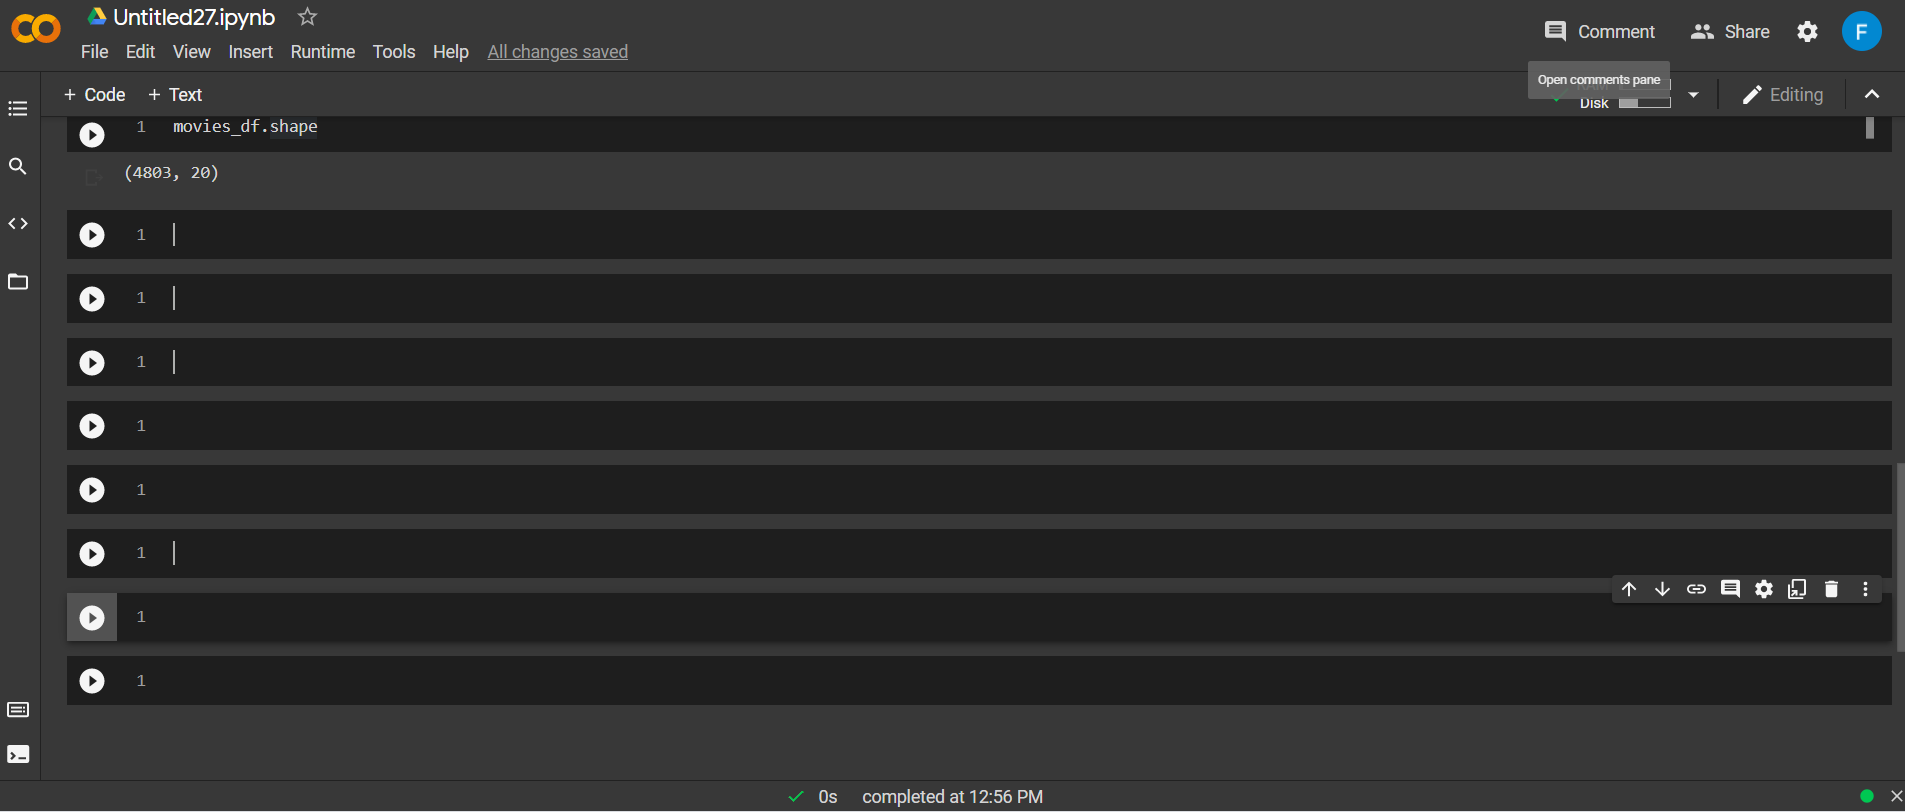 Untitled27.ipynb
File Edit View Insert Runtime Tools Help All changes saved
Comment Share F
Open comments pane
+ Code + Text
RAM
Disk
Editing
1 movies_df.shape
(4803, 20)
1
1
1
1
1
1
1
1
0s completed at 12:56 PM